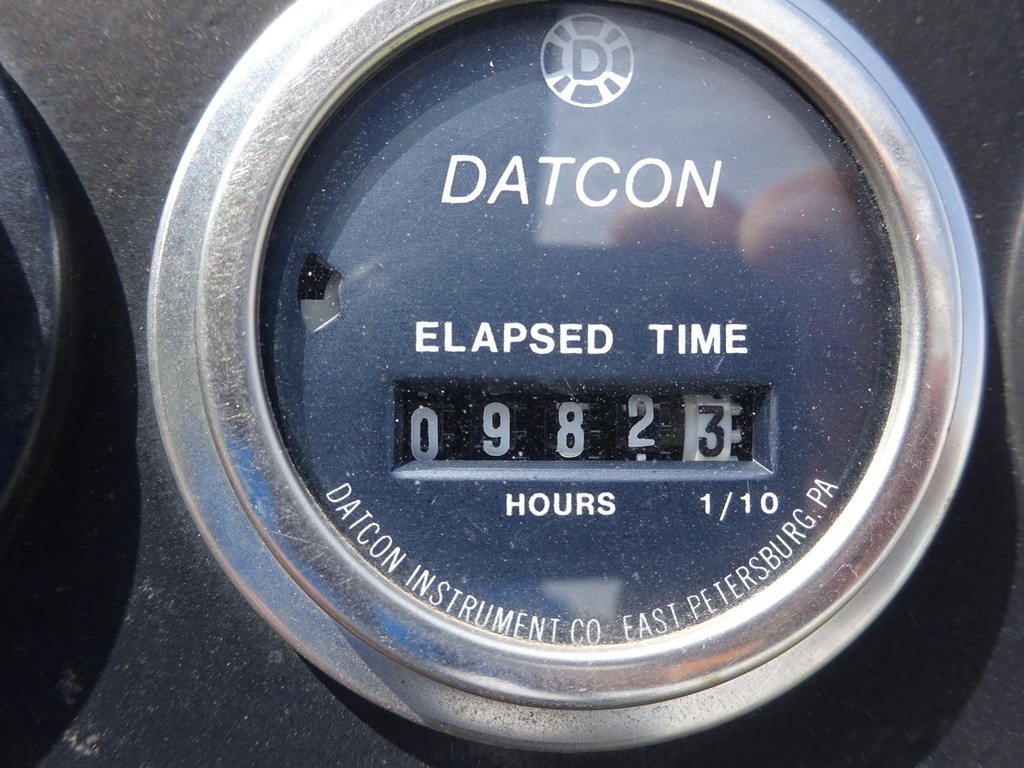 D
DATCON
ELAPSED TIME
09823
HOURS 1/10
DATCON INSTRUMENT CO. EAST PETERSBURG, PA